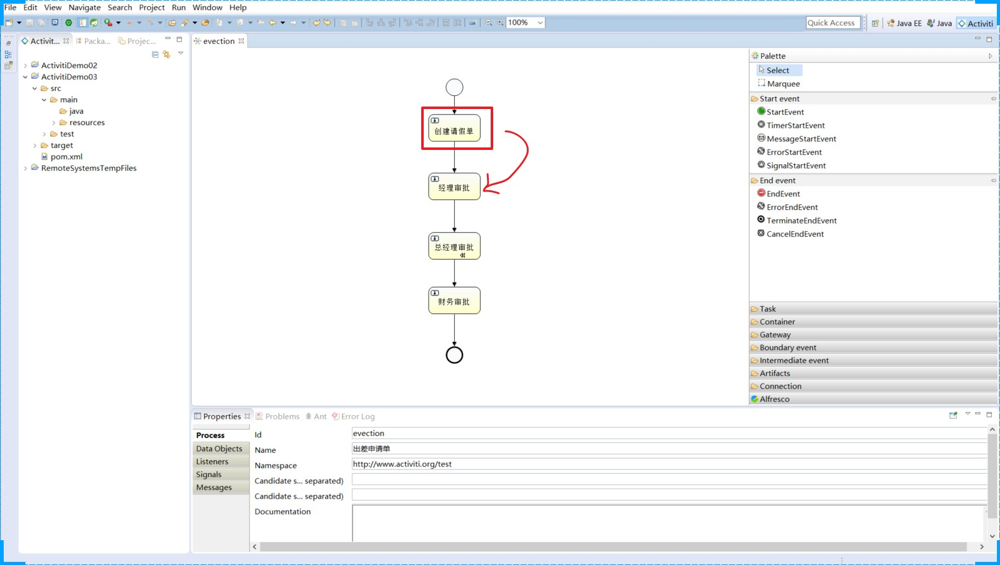 File Edit View Navigate Search Project Run Window Help
100%
Quick Access
Java EE
Java
Activiti
Activit...
Packa...
Projec...
ActivitiDemo02
ActivitiDemo03
src
main
java
resources
test
target
pom.xml
RemoteSystemsTempFiles
evection
创建请假单
经理审批
总经理审批
财务审批
Palette
Select
Marquee
Start event
StartEvent
TimerStartEvent
MessageStartEvent
ErrorStartEvent
SignalStartEvent
End event
EndEvent
ErrorEndEvent
TerminateEndEvent
CancelEndEvent
Task
Container
Gateway
Boundary event
Intermediate event
Artifacts
Connection
Alfresco
Properties
Problems
Ant
Error Log
Process
Data Objects
Listeners
Signals
Messages
Id evection
Name 出差申请单
Namespace http://www.activiti.org/test
Candidate s... separated)
Candidate s... separated)
Documentation